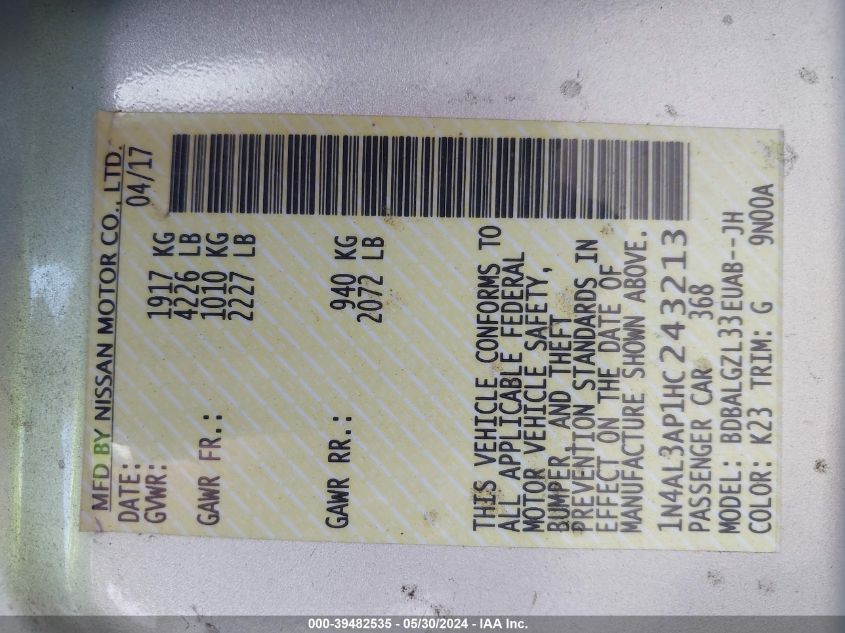 MFD BY NISSAN MOTOR CO., LTD.
DATE: 04/17
GVWR: 1917 KG
4226 LB
GAWR FR.: 1010 KG
2227 LB
GAWR RR.: 940 KG
2072 LB
THIS VEHICLE CONFORMS TO
ALL APPLICABLE FEDERAL
MOTOR VEHICLE SAFETY,
BUMPER, AND THEFT
PREVENTION STANDARDS IN
EFFECT ON THE DATE OF
MANUFACTURE SHOWN ABOVE.
1N4AL3AP1HC243213
PASSENGER CAR 368
MODEL: BDBALGZL33EUAB--JH
COLOR: K23 TRIM: G 9N00A
000-39482535 - 05/30/2024 - IAA Inc.